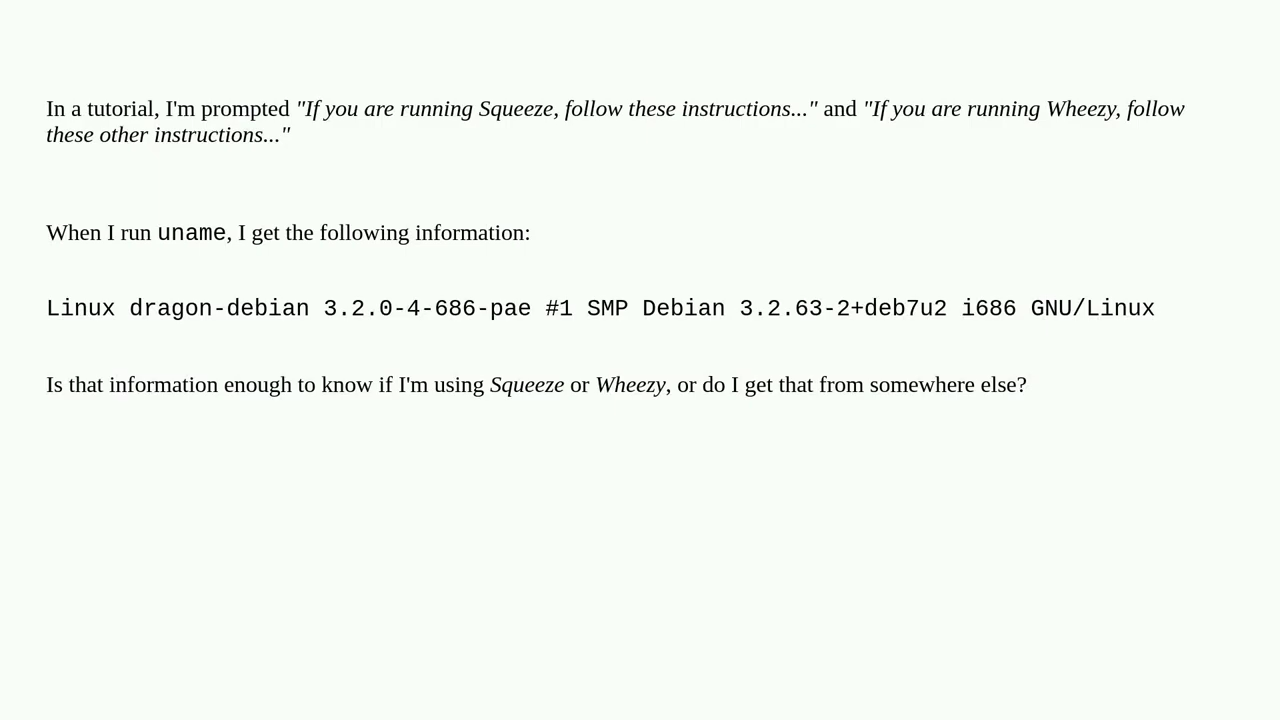 In a tutorial, I'm prompted "If you are running Squeeze, follow these instructions..." and "If you are running Wheezy, follow
these other instructions..."
When I run uname, I get the following information:
Linux dragon-debian 3.2.0-4-686-pae #1 SMP Debian 3.2.63-2+deb7u2 i686 GNU/Linux
Is that information enough to know if I'm using Squeeze or Wheezy, or do I get that from somewhere else?